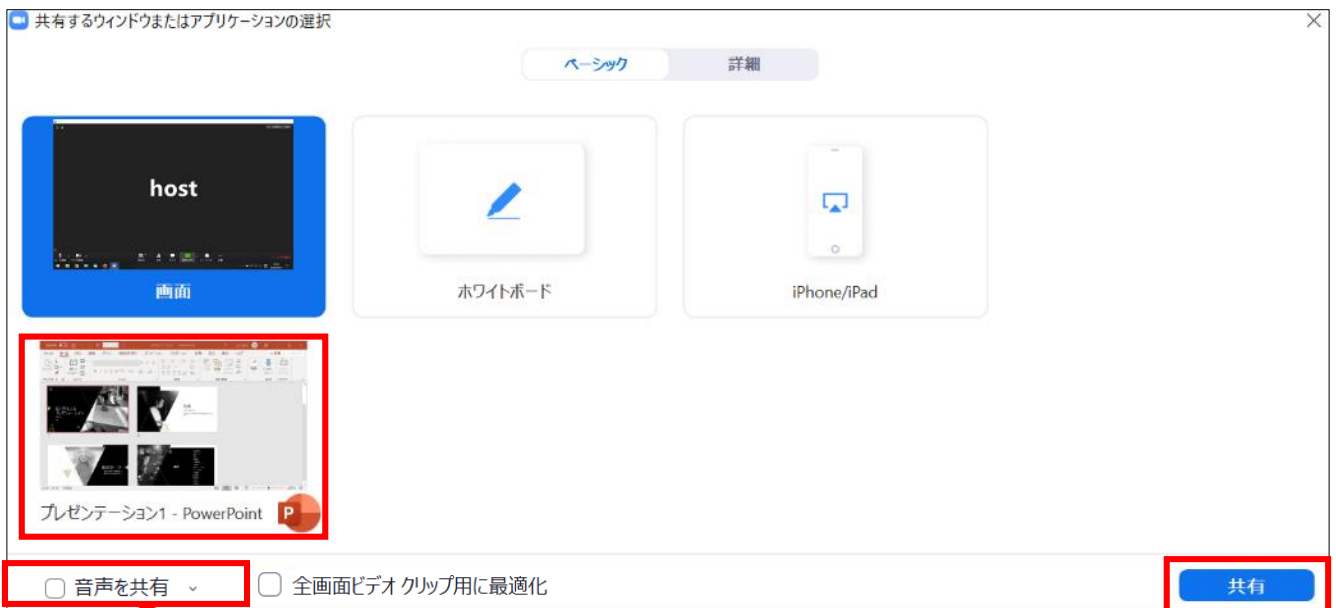 共有するウィンドウまたはアプリケーションの選択
ベーシック
詳細
host
画面
ホワイトボード
iPhone/iPad
プレゼンテーション1 - PowerPoint
P
音声を共有
全画面ビデオ クリップ用に最適化
共有